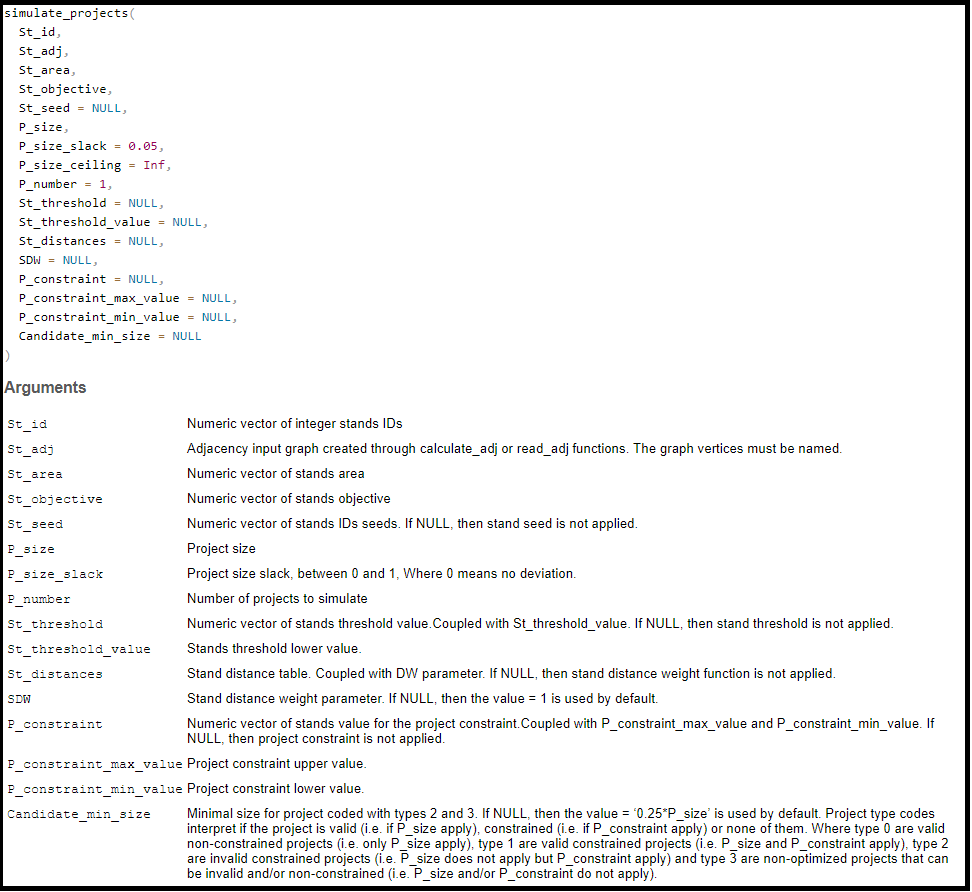 simulate_projects(
St_id,
St_adj,
St_area,
St_objective,
St_seed = NULL,
P_size,
P_size_slack = 0.05,
P_size_ceiling = Inf,
P_number = 1,
St_threshold = NULL,
St_threshold_value = NULL,
St_distances = NULL,
SDW = NULL,
P_constraint = NULL,
P_constraint_max_value = NULL,
P_constraint_min_value = NULL,
Candidate_min_size = NULL
)
Arguments
St_id Numeric vector of integer stands IDs
St_adj Adjacency input graph created through calculate_adj or read_adj functions. The graph vertices must be named.
St_area Numeric vector of stands area
St_objective Numeric vector of stands objective
St_seed Numeric vector of stands IDs seeds. If NULL, then stand seed is not applied.
P_size Project size
P_size_slack Project size slack, between 0 and 1, Where 0 means no deviation.
P_number Number of projects to simulate
St_threshold Numeric vector of stands threshold value.Coupled with St_threshold_value. If NULL, then stand threshold is not applied.
St_threshold_value Stands threshold lower value.
St_distances Stand distance table. Coupled with DW parameter. If NULL, then stand distance weight function is not applied.
SDW Stand distance weight parameter. If NULL, then the value = 1 is used by default.
P_constraint Numeric vector of stands value for the project constraint.Coupled with P_constraint_max_value and P_constraint_min_value. If
NULL, then project constraint is not applied.
P_constraint_max_value Project constraint upper value.
P_constraint_min_value Project constraint lower value.
Candidate_min_size Minimal size for project coded with types 2 and 3. If NULL, then the value = ‘0.25*P_size’ is used by default. Project type codes
interpret if the project is valid (i.e. if P_size apply), constrained (i.e. if P_constraint apply) or none of them. Where type 0 are valid
non-constrained projects (i.e. only P_size apply), type 1 are valid constrained projects (i.e. P_size and P_constraint apply), type 2
are invalid constrained projects (i.e. P_size does not apply but P_constraint apply) and type 3 are non-optimized projects that can
be invalid and/or non-constrained (i.e. P_size and/or P_constraint do not apply).